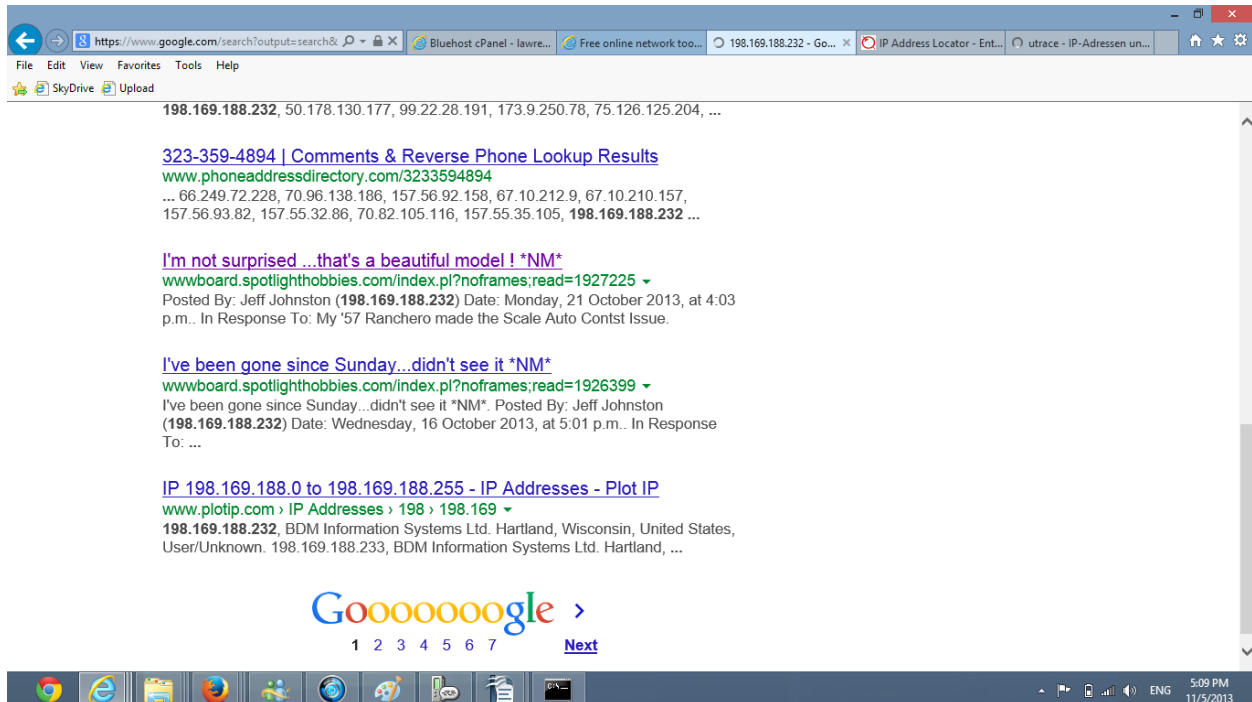 https://www.google.com/search?output=search&
Bluehost cPanel - lawre...
Free online network too...
198.169.188.232 - Go...
IP Address Locator - Ent...
utrace - IP-Adressen un...
File Edit View Favorites Tools Help
SkyDrive Upload
198.169.188.232, 50.178.130.177, 99.22.28.191, 173.9.250.78, 75.126.125.204, ...
323-359-4894 | Comments & Reverse Phone Lookup Results
www.phoneaddressdirectory.com/3233594894
... 66.249.72.228, 70.96.138.186, 157.56.92.158, 67.10.212.9, 67.10.210.157,
157.56.93.82, 157.55.32.86, 70.82.105.116, 157.55.35.105, 198.169.188.232 ...
I'm not surprised ...that's a beautiful model ! *NM*
wwwboard.spotlighthobbies.com/index.pl?noframes;read=1927225
Posted By: Jeff Johnston (198.169.188.232) Date: Monday, 21 October 2013, at 4:03
p.m.. In Response To: My '57 Ranchero made the Scale Auto Contst Issue.
I've been gone since Sunday...didn't see it *NM*
wwwboard.spotlighthobbies.com/index.pl?noframes;read=1926399
I've been gone since Sunday...didn't see it *NM*. Posted By: Jeff Johnston
(198.169.188.232) Date: Wednesday, 16 October 2013, at 5:01 p.m.. In Response
To: ...
IP 198.169.188.0 to 198.169.188.255 - IP Addresses - Plot IP
www.plotip.com › IP Addresses › 198 › 198.169
198.169.188.232, BDM Information Systems Ltd. Hartland, Wisconsin, United States,
User/Unknown. 198.169.188.233, BDM Information Systems Ltd. Hartland, ...
Goooooooogle >
1 2 3 4 5 6 7 Next
ENG
5:09 PM
11/5/2013